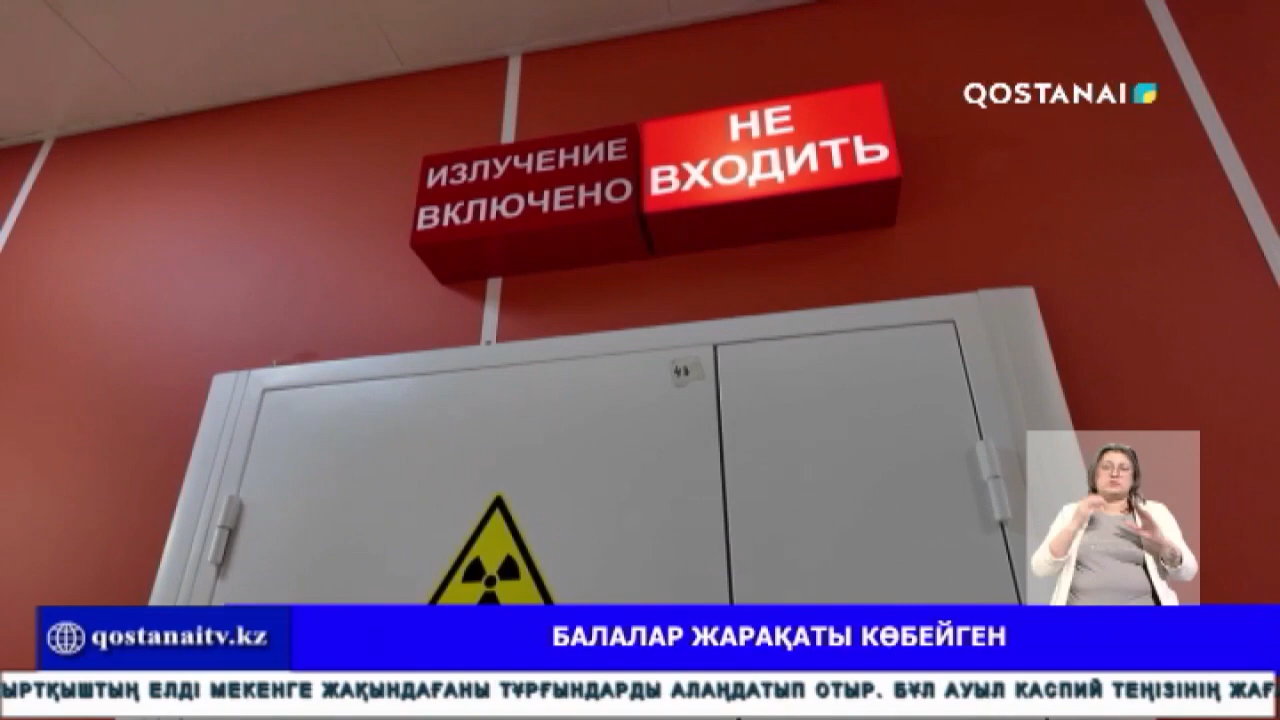 QOSTANAI
ИЗЛУЧЕНИЕ
ВКЛЮЧЕНО
НЕ
ВХОДИТЬ
qostanaitv.kz
БАЛАЛАР ЖАРАҚАТЫ КӨБЕЙГЕН
ЕЛДІ МЕКЕНГЕ ЖАҚЫНДАҒАНЫ ТҰРҒЫНДАРДЫ АЛАҢДАТЫП ОТЫР. БҰЛ АУЫЛ КАСПИЙ ТЕҢІЗІНІҢ